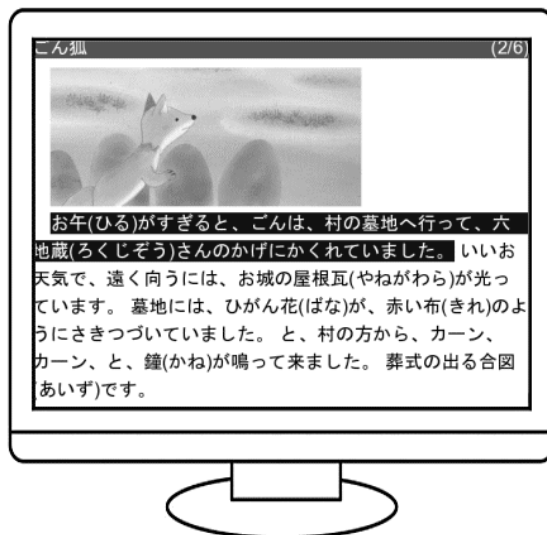 ごん狐 (2/6)
お午(ひる)がすぎると、ごんは、村の墓地へ行って、六
地蔵(ろくじぞう)さんのかげにかくれていました。 いいお
天気で、遠く向うには、お城の屋根瓦(やねがわら)が光っ
ています。 墓地には、ひがん花(ばな)が、赤い布(きれ)のよ
うにさきつづいていました。 と、村の方から、カーン、
カーン、と、鐘(かね)が鳴って来ました。 葬式の出る合図
(あいず)です。